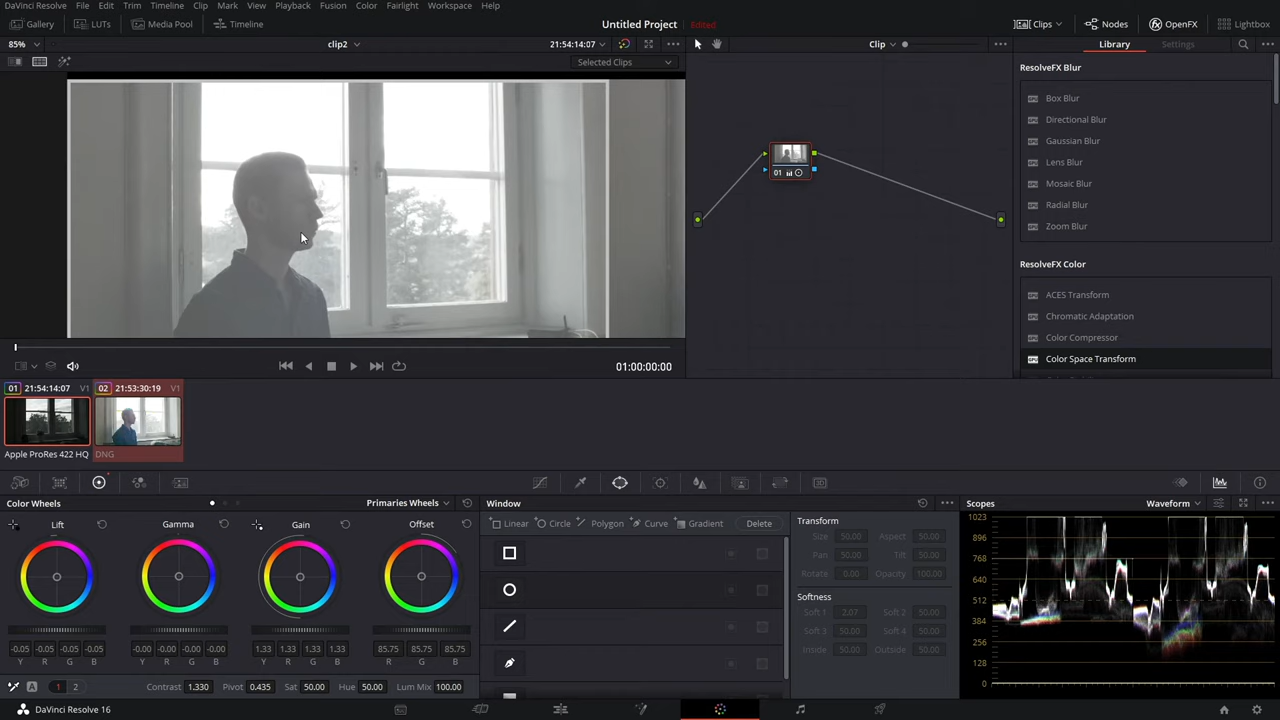 DaVinci Resolve File Edit Trim Timeline Clip Mark View Playback Fusion Color Fairlight Workspace Help
Gallery LUTs Media Pool Timeline Untitled Project Edited Clips Nodes OpenFX Lightbox
85% clip2 21:54:14:07 Clip Library Settings
Selected Clips
ResolveFX Blur
Box Blur
Directional Blur
Gaussian Blur
Lens Blur
Mosaic Blur
Radial Blur
Zoom Blur
01
ResolveFX Color
ACES Transform
Chromatic Adaptation
Color Compressor
Color Space Transform
01:00:00:00
01 21:54:14:07 V1 02 21:53:30:19 V1
Apple ProRes 422 HQ DNG
Color Wheels Primaries Wheels Window Scopes Waveform
Lift Gamma Gain Offset
Linear Circle Polygon Curve Gradient Delete
Transform
Size 50.00 Aspect 50.00
Pan 50.00 Tilt 50.00
Rotate 0.00 Opacity 100.00
Softness
Soft 1 2.07 Soft 2 50.00
Soft 3 50.00 Soft 4 50.00
Inside 50.00 Outside 50.00
1023
896
768
640
512
384
256
128
0
-0.05 -0.05 -0.05 -0.05 -0.00 -0.00 -0.00 -0.00 1.33 1.33 1.33 1.33 85.75 85.75 85.75
Y R G B Y R G B Y R G B R G B
A 1 2 Contrast 1.330 Pivot 0.435 Sat 50.00 Hue 50.00 Lum Mix 100.00
DaVinci Resolve 16